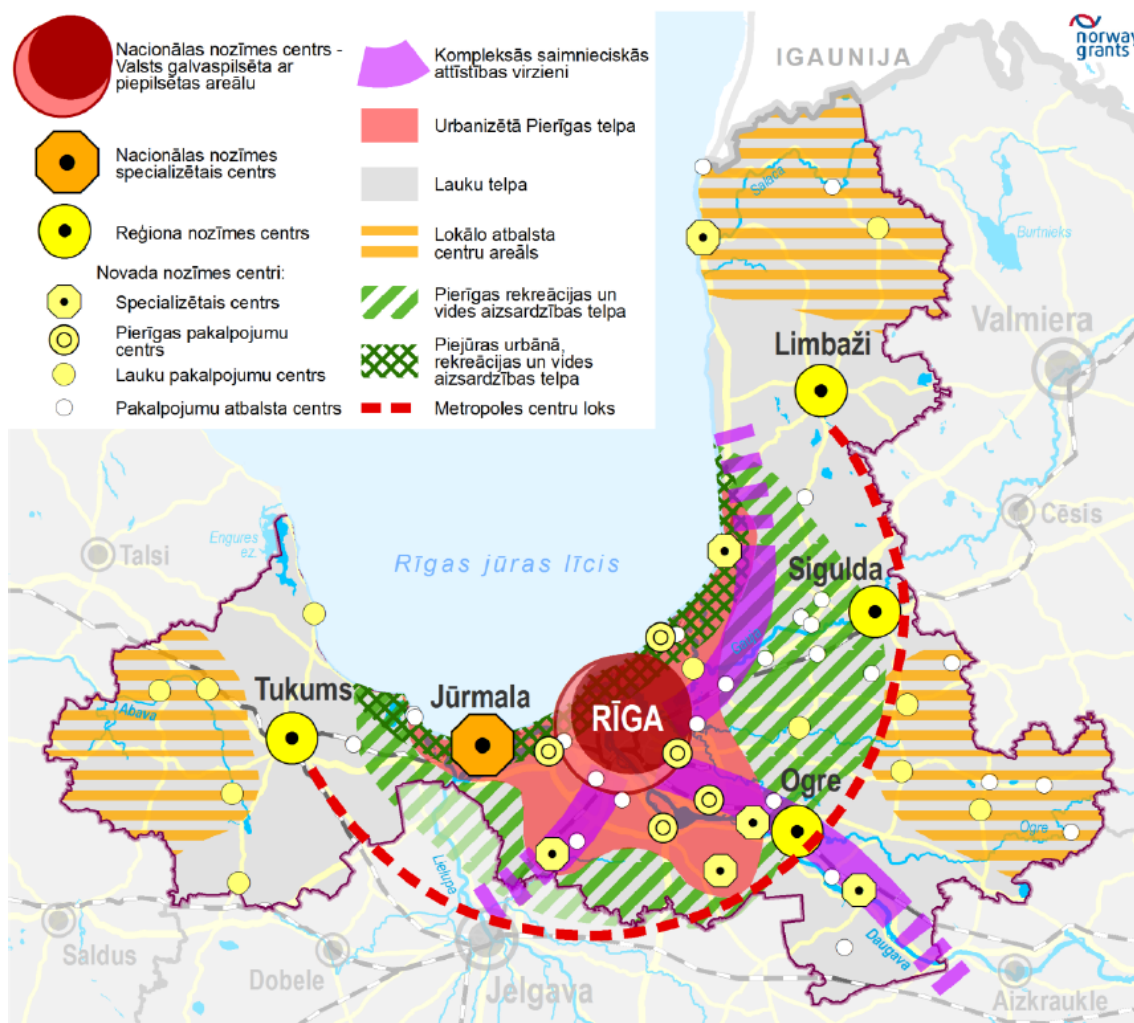 Nacionālas nozīmes centrs -
Valsts galvaspilsēta ar
piepilsētas areālu
Nacionālas nozīmes
specializētais centrs
Reģiona nozīmes centrs
Novada nozīmes centri:
Specializētais centrs
Pierīgas pakalpojumu
centrs
Lauku pakalpojumu centrs
Pakalpojumu atbalsta centrs
Kompleksās saimnieciskās
attīstības virzieni
Urbanizētā Pierīgas telpa
Lauku telpa
Lokālo atbalsta
centru areāls
Pierīgas rekreācijas un
vides aizsardzības telpa
Piejūras urbānā,
rekreācijas un vides
aizsardzības telpa
Metropoles centru loks
norway
grants
IGAUNIJA
Salaca
Burtnieks
Valmiera
Limbaži
Cēsis
Talsi
Engures
ez.
Rīgas jūras līcis
Sigulda
Gauja
Tukums
Jūrmala
RĪGA
Abava
Ogre
Ogre
Lielupe
Daugava
Saldus
Dobele
Jelgava
Aizkraukle